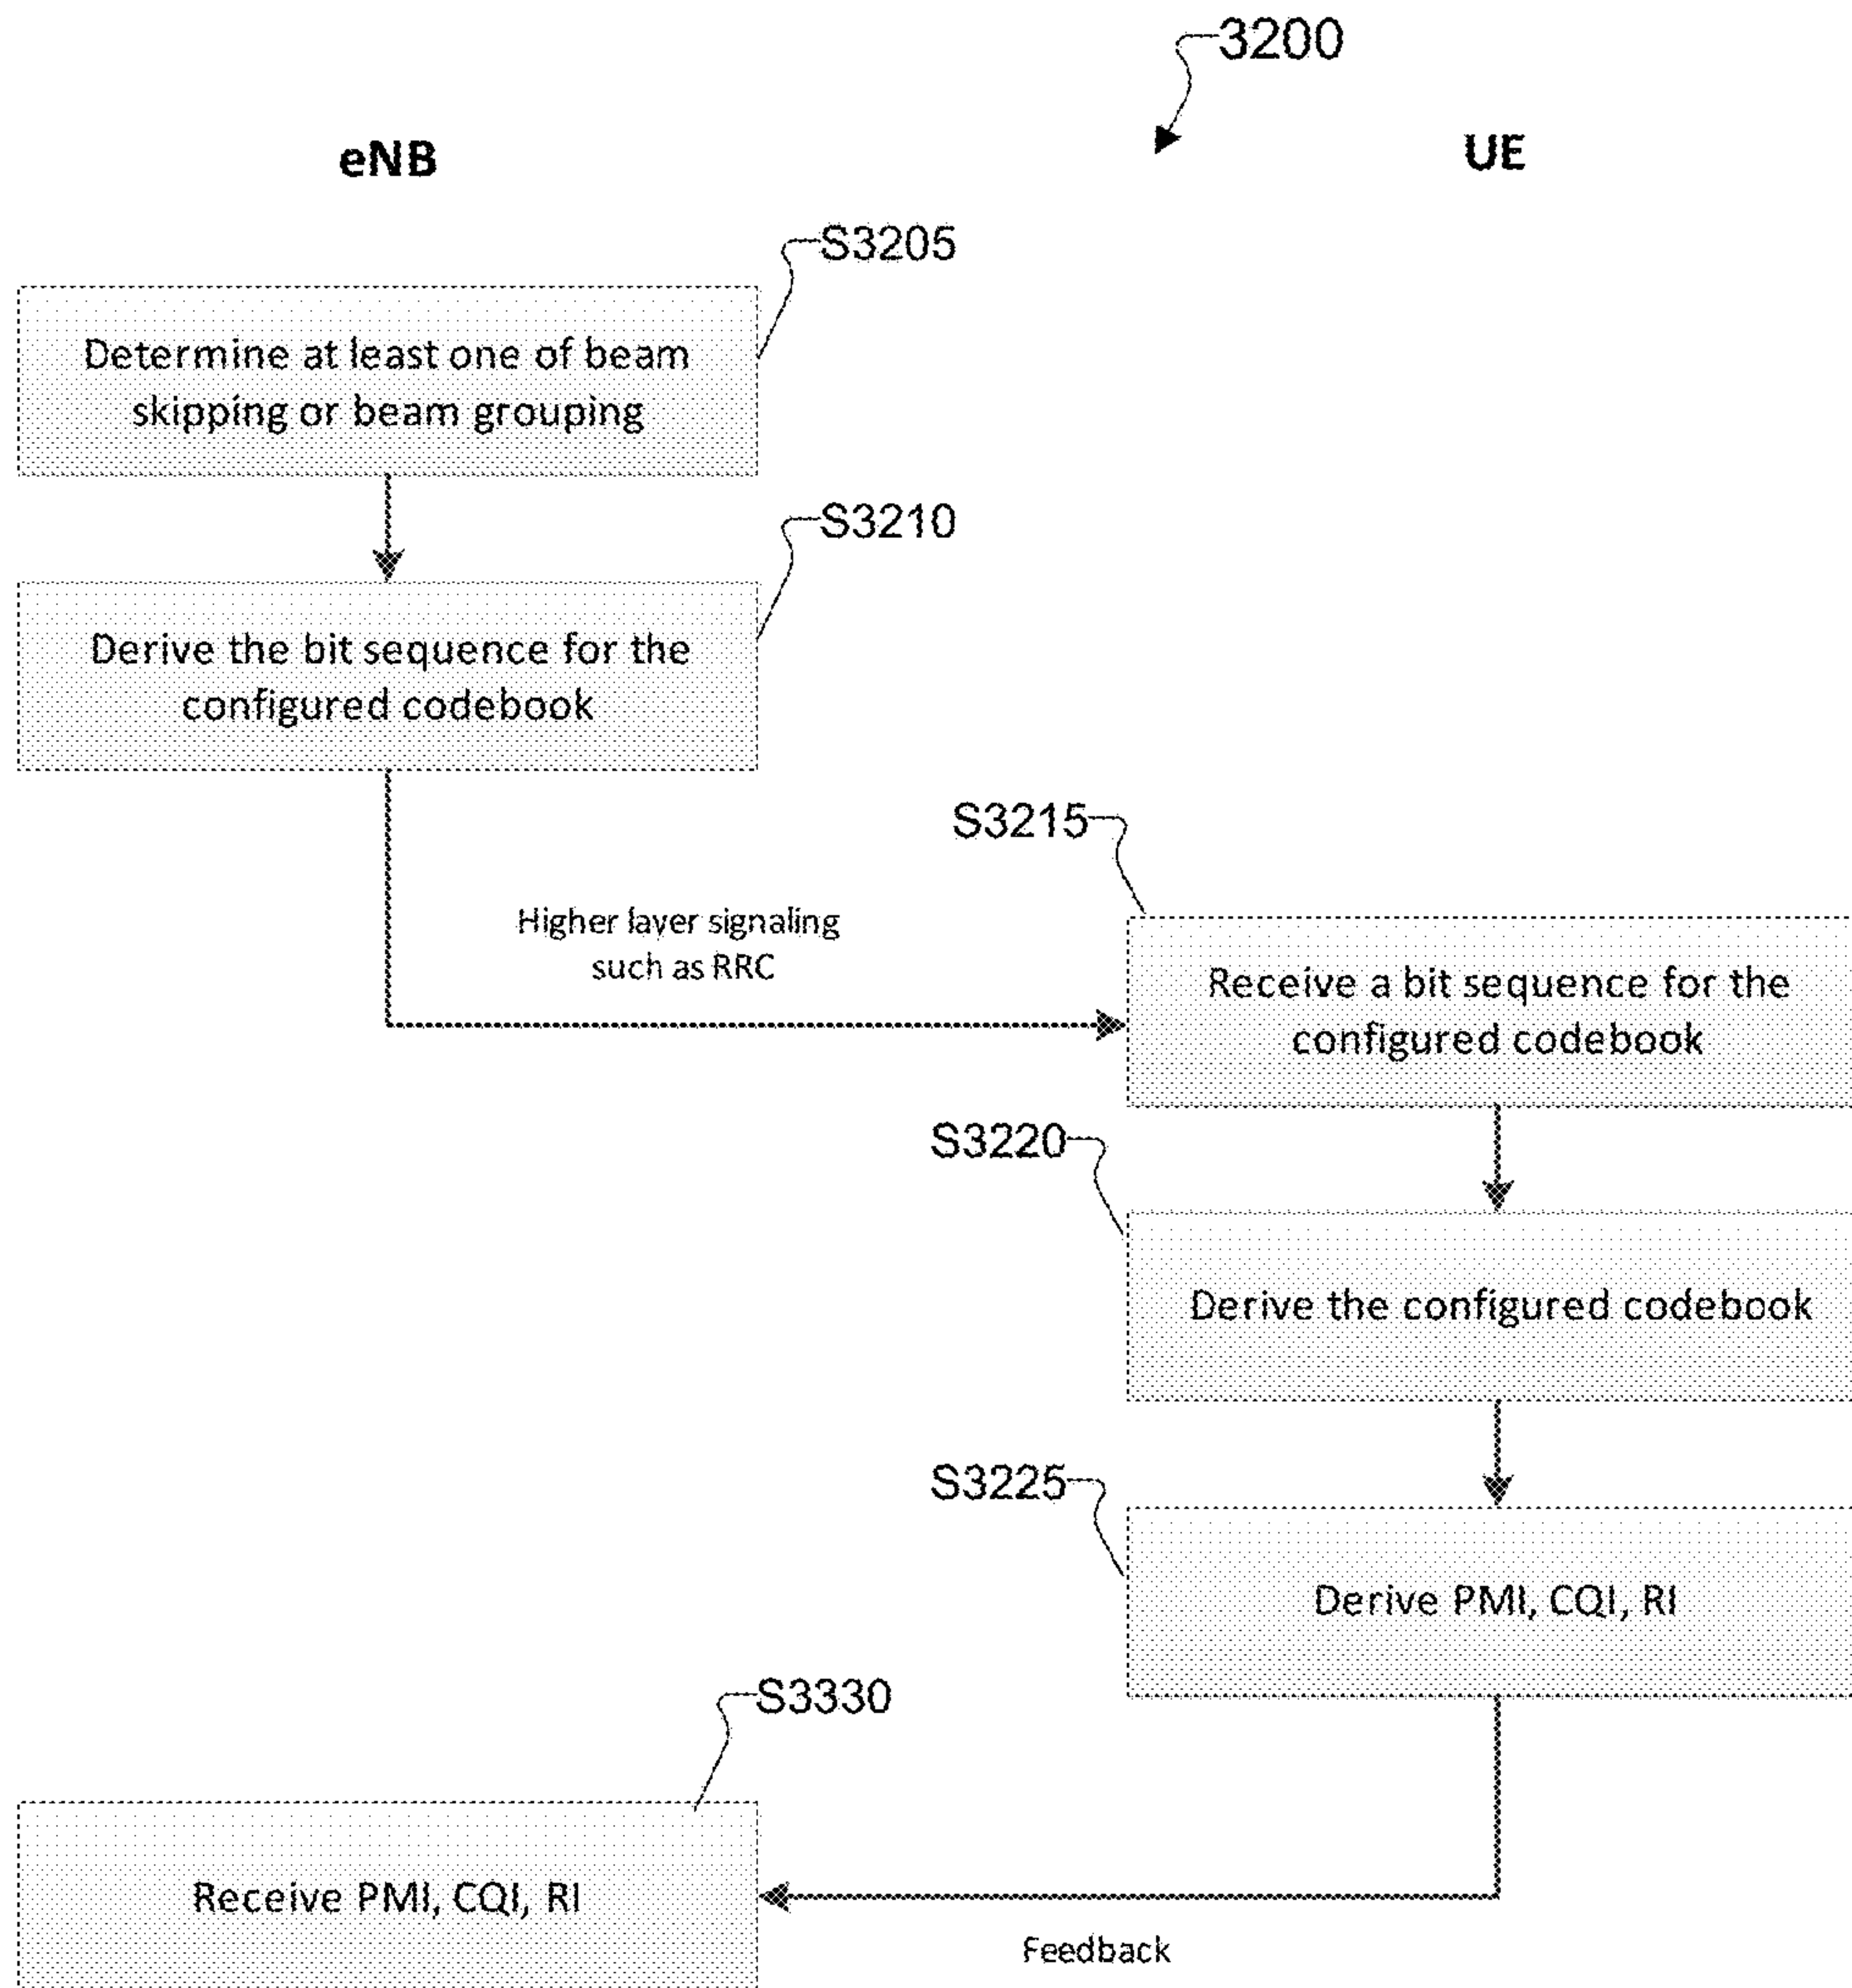 3200
eNB
UE
S3205
Determine at least one of beam
skipping or beam grouping
S3210
Derive the bit sequence for the
configured codebook
S3215
Higher layer signaling
such as RRC
Receive a bit sequence for the
configured codebook
S3220
Derive the configured codebook
S3225
Derive PMI, CQI, RI
S3330
Receive PMI, CQI, RI
Feedback